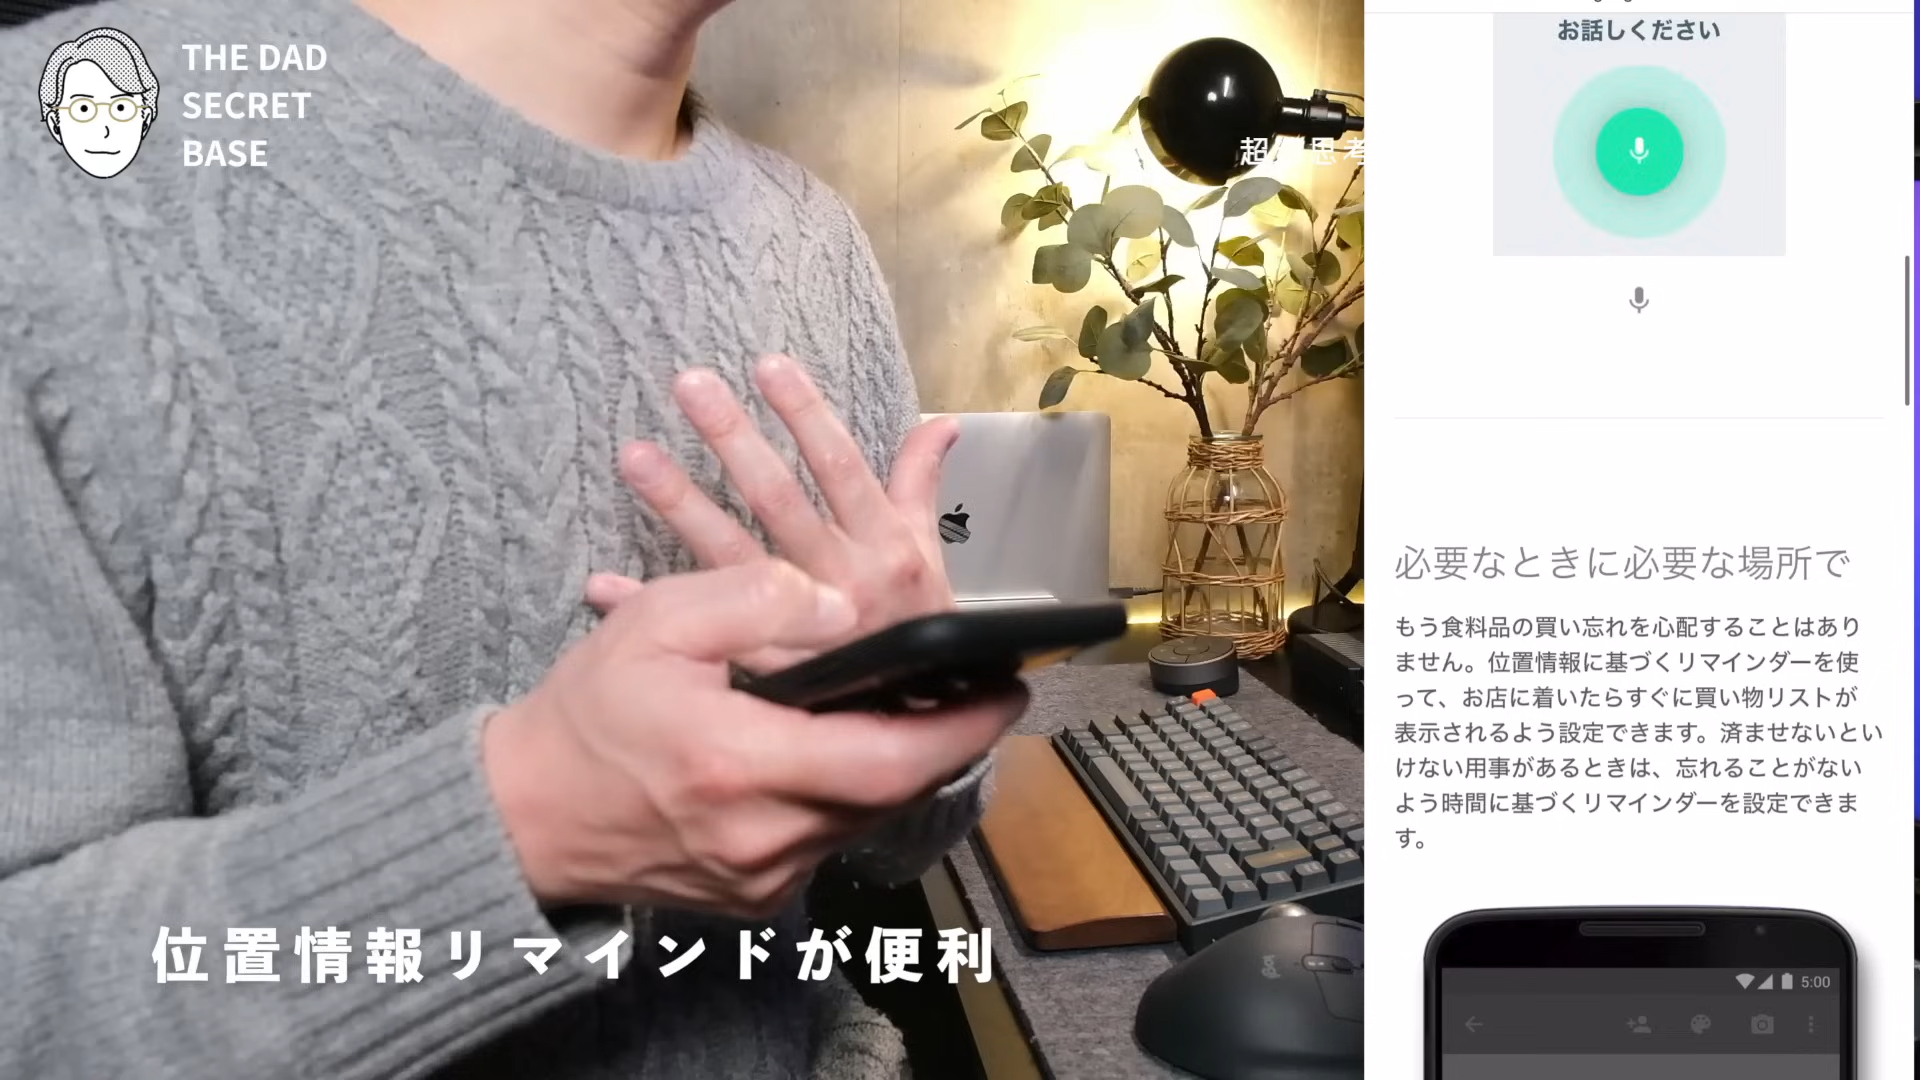 THE DAD
SECRET
BASE
お話しください
必要なときに必要な場所で
もう食料品の買い忘れを心配することはあり
ません。位置情報に基づくリマインダーを使
って、お店に着いたらすぐに買い物リストが
表示されるよう設定できます。済ませないとい
けない用事があるときは、忘れることがない
よう時間に基づくリマインダーを設定できま
す。
5:00
位置情報リマインドが便利